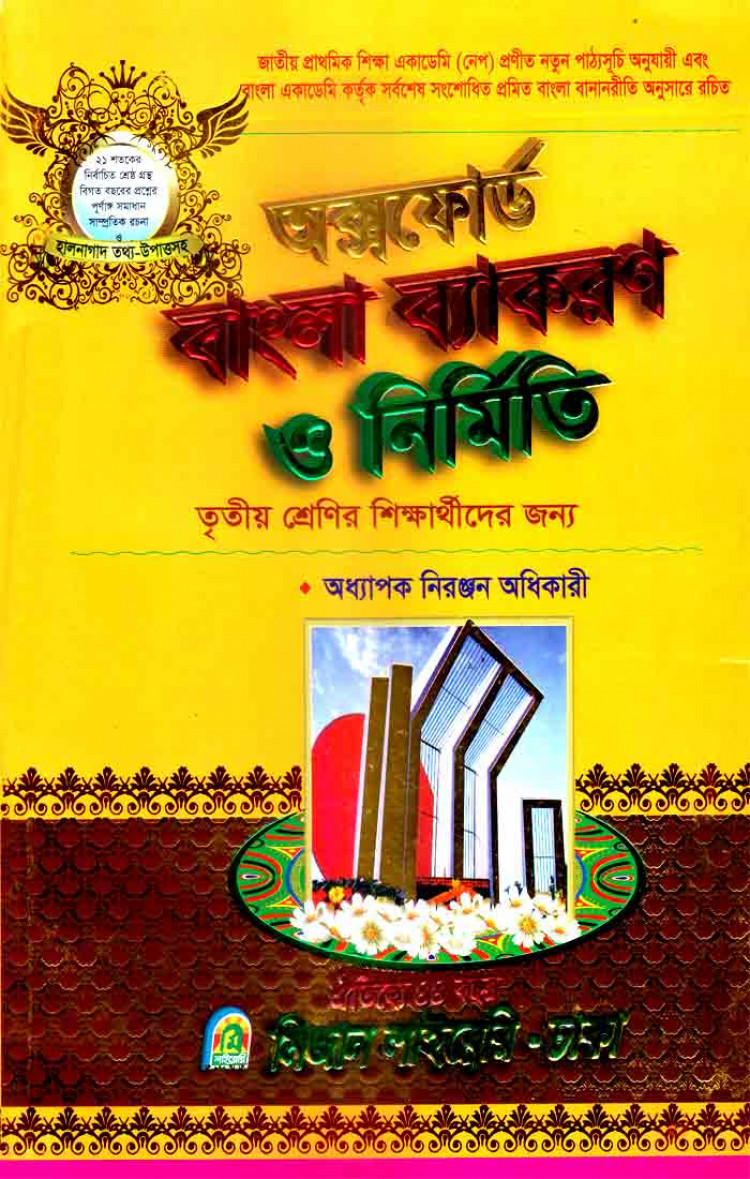 জাতীয় প্রাথমিক শিক্ষা একাডেমি (নেপ) প্রণীত নতুন পাঠ্যসূচি অনুযায়ী এবং
বাংলা একাডেমি কর্তৃক সর্বশেষ সংশোধিত প্রমিত বাংলা বানানরীতি অনুসারে রচিত
২১ শতকের
নির্বাচিত শ্রেষ্ঠ গ্রন্থ
বিগত বছরের প্রশ্নের
পূর্ণাঙ্গ সমাধান
সাম্প্রতিক রচনা
ও
হালনাগাদ তথ্য-উপাত্তসহ
অক্সফোর্ড
বাংলা ব্যাকরণ
ও নির্মিতি
তৃতীয় শ্রেণির শিক্ষার্থীদের জন্য
অধ্যাপক নিরঞ্জন অধিকারী
মিজান লাইব্রেরি - ঢাকা
লাইব্রেরি